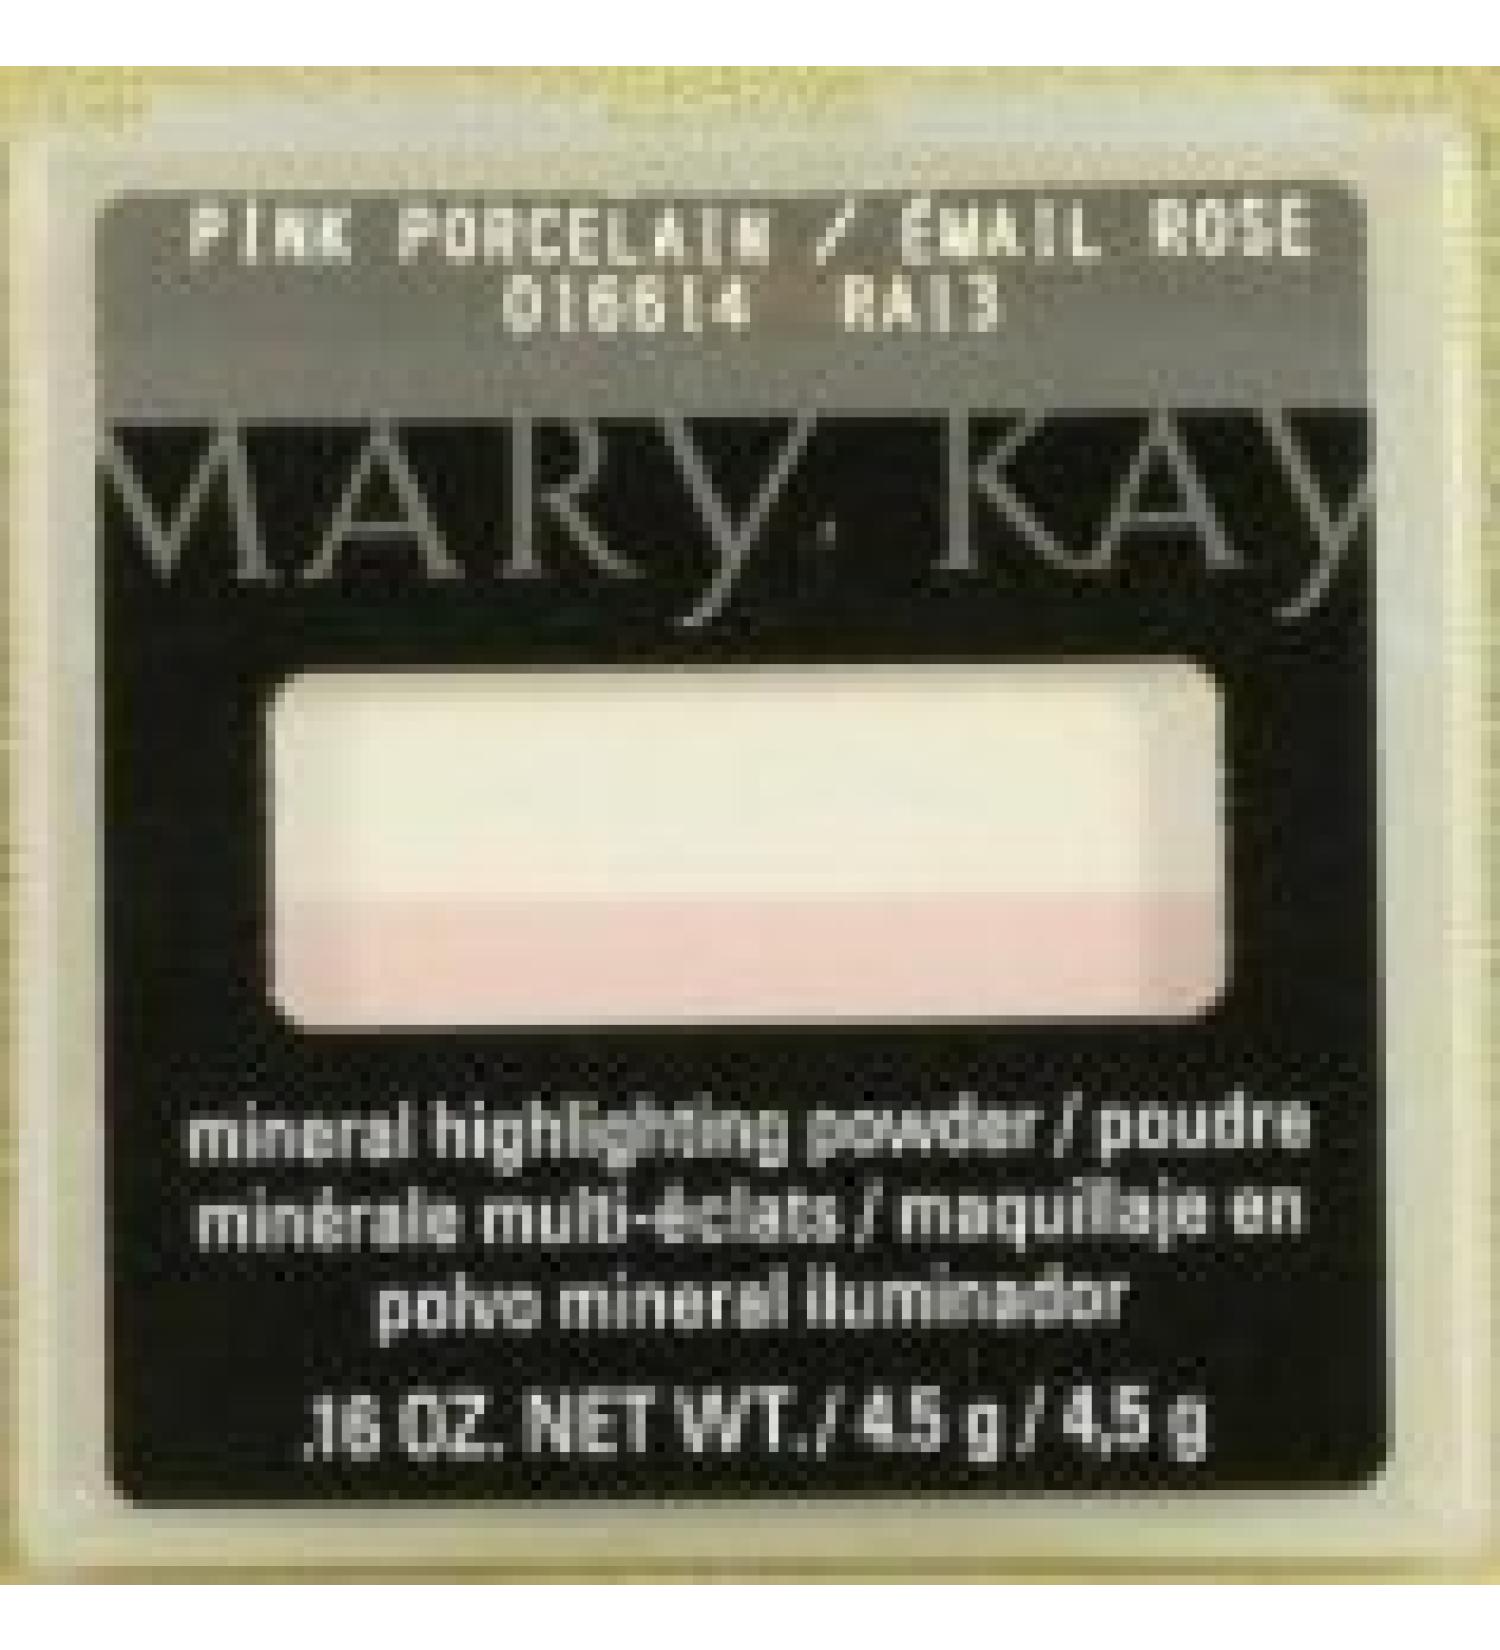 PINK PORCELAIN / ÉMAIL ROSE
016614 RA13
MARY KAY
mineral highlighting powder / poudre
minérale multi-éclats / maquillaje en
polvo mineral iluminador
.16 OZ. NET WT. / 4.5 g / 4,5 g